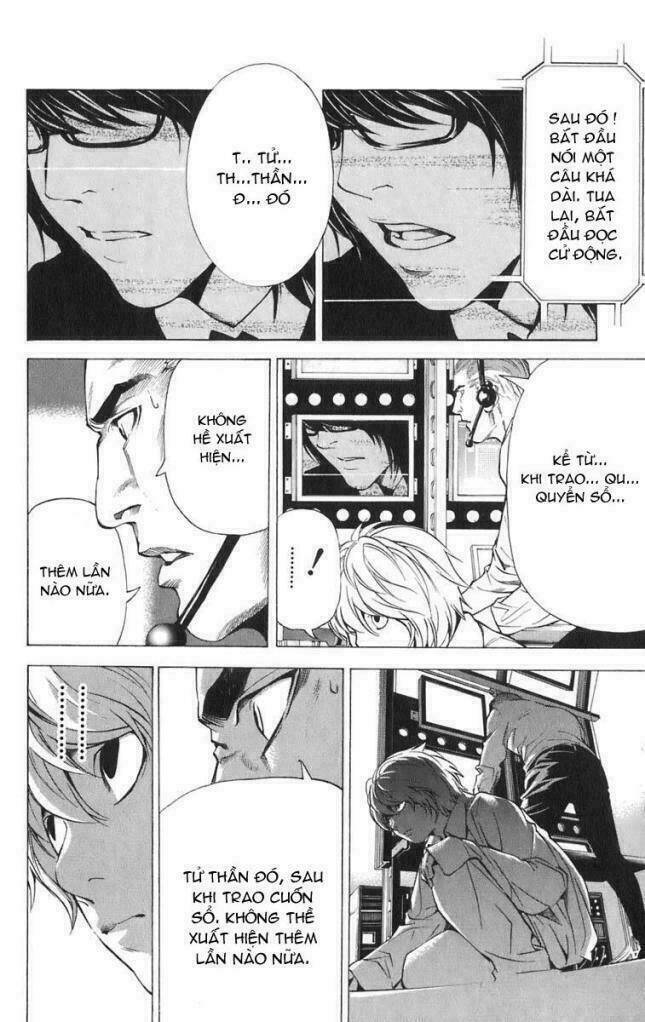 SAU ĐÓ !
BẮT ĐẦU
NÓI MỘT
CÂU KHÁ
DÀI. TUA
LẠI, BẮT
ĐẦU ĐỌC
CỬ ĐỘNG.
T.. TỬ...
TH...THẦN...
Đ... ĐÓ
KỂ TỪ...
KHI TRAO... QU...
QUYỂN SỔ...
......!
KHÔNG
HỀ XUẤT
HIỆN...
THÊM LẦN
NÀO NỮA.
TỬ THẦN ĐÓ, SAU
KHI TRAO CUỐN
SỔ. KHÔNG THỀ
XUẤT HIỆN THÊM
LẦN NÀO NỮA.
..........